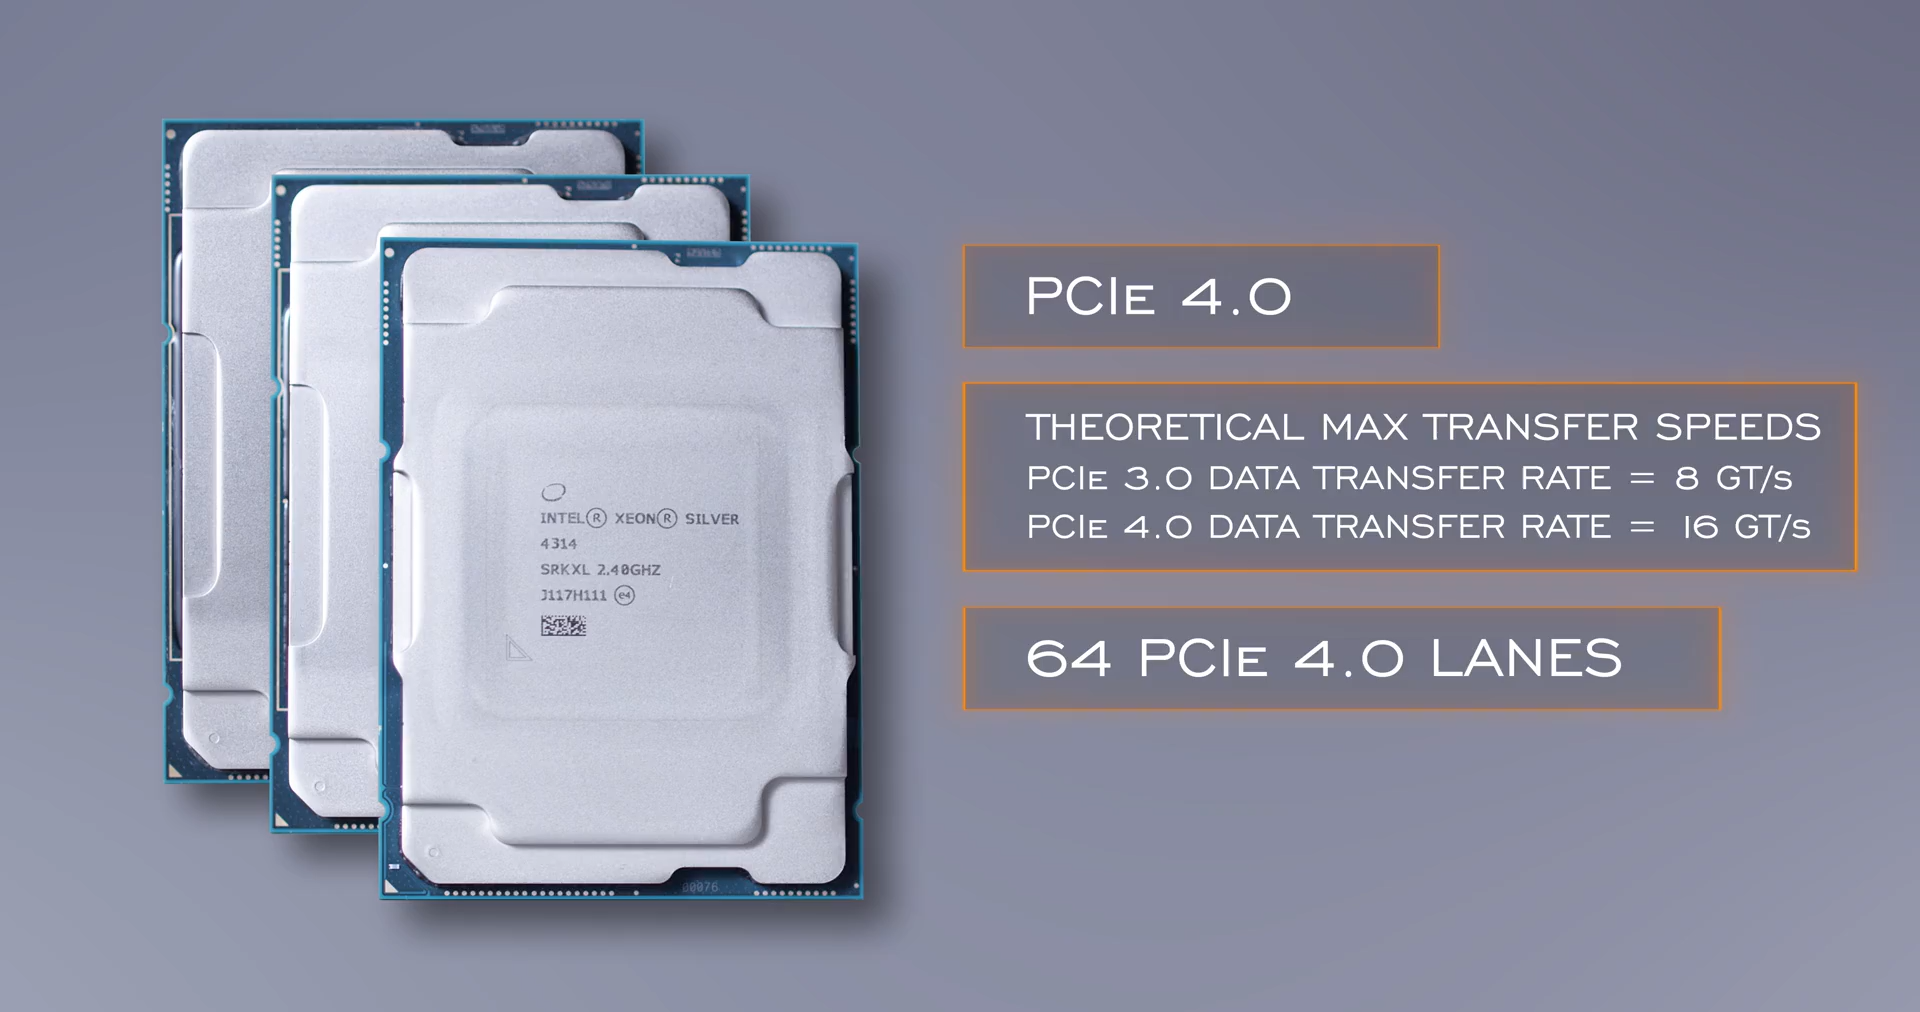 INTEL® XEON® SILVER
4314
SRKXL 2.40GHZ
J117H111 e4
00076
PCIe 4.0
THEORETICAL MAX TRANSFER SPEEDS
PCIe 3.0 DATA TRANSFER RATE = 8 GT/s
PCIe 4.0 DATA TRANSFER RATE = 16 GT/s
64 PCIe 4.0 LANES